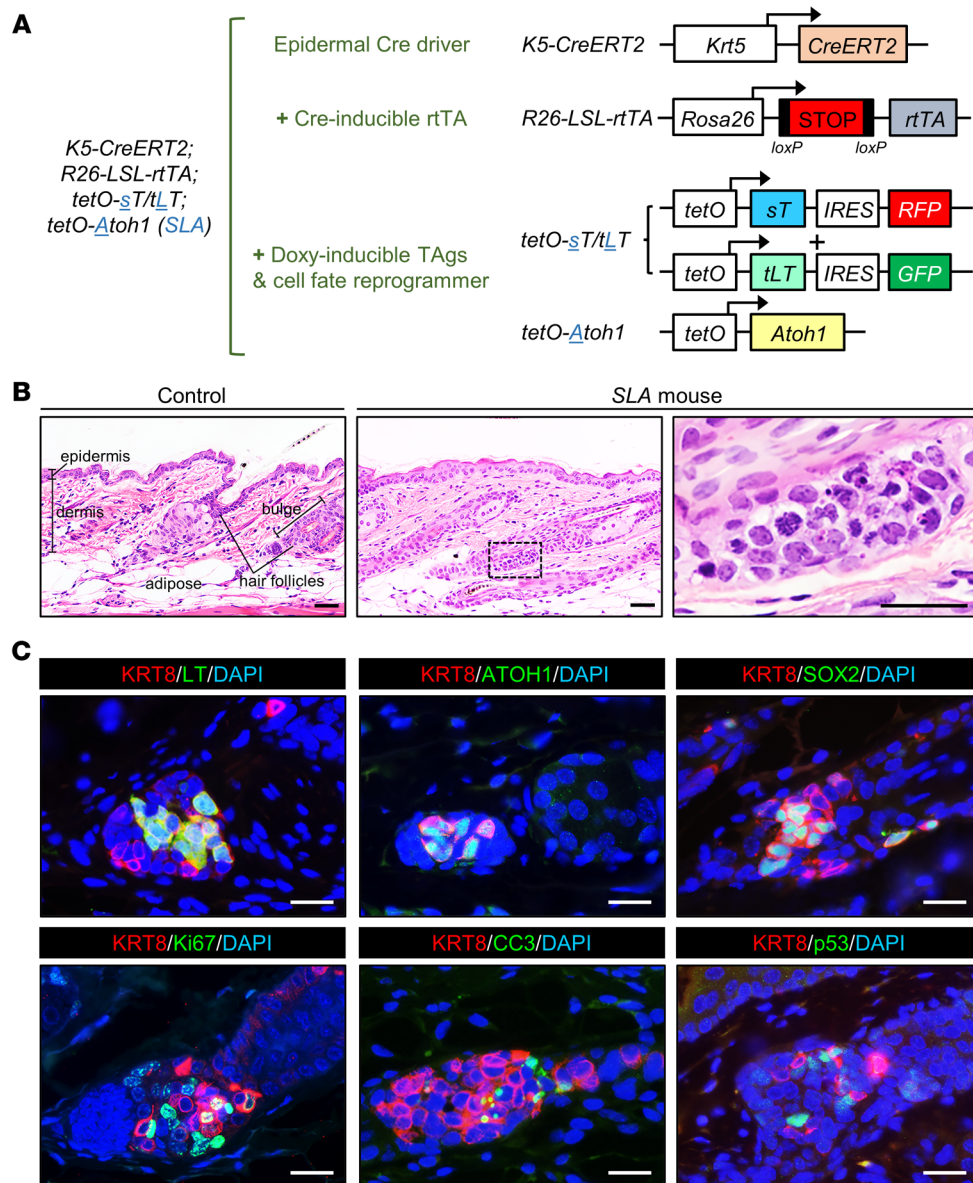 A
K5-CreERT2;
R26-LSL-rtTA;
tetO-sT/tLT;
tetO-Atoh1 (SLA)
Epidermal Cre driver
+ Cre-inducible rtTA
+ Doxy-inducible TAgs
& cell fate reprogrammer
K5-CreERT2
Krt5
CreERT2
R26-LSL-rtTA
Rosa26
STOP
rtTA
loxP
loxP
tetO-sT/tLT
tetO
sT
IRES
RFP
+
tetO
tLT
IRES
GFP
tetO-Atoh1
tetO
Atoh1
B
Control
SLA mouse
epidermis
dermis
bulge
adipose
hair follicles
C
KRT8/LT/DAPI
KRT8/ATOH1/DAPI
KRT8/SOX2/DAPI
KRT8/Ki67/DAPI
KRT8/CC3/DAPI
KRT8/p53/DAPI